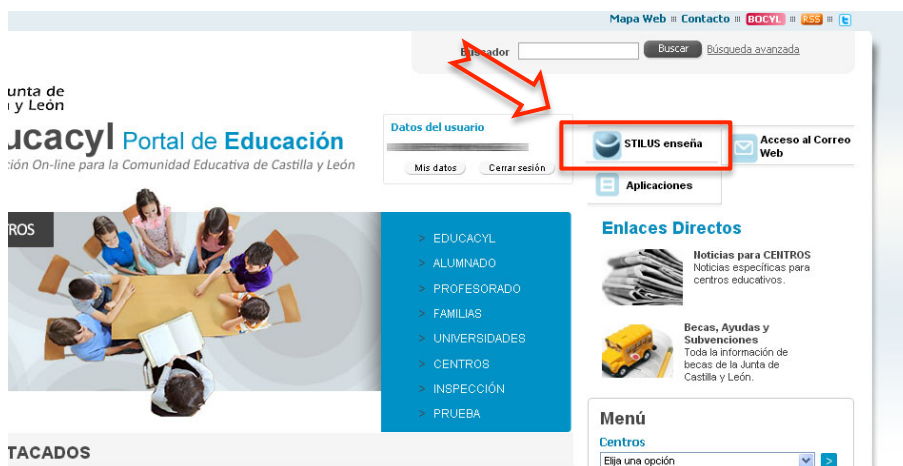 Mapa Web Contacto BOCYL RSS
Buscador Buscar Búsqueda avanzada
unta de
y León
ucacyl Portal de Educación
ión On-line para la Comunidad Educativa de Castilla y León
Datos del usuario
Mis datos Cerrar sesión
STILUS enseña
Acceso al Correo
Web
Aplicaciones
ROS
> EDUCACYL
> ALUMNADO
> PROFESORADO
> FAMILIAS
> UNIVERSIDADES
> CENTROS
> INSPECCIÓN
> PRUEBA
Enlaces Directos
Noticias para CENTROS
Noticias específicas para
centros educativos.
Becas, Ayudas y
Subvenciones
Toda la información de
becas de la Junta de
Castilla y León.
Menú
Centros
Elija una opción >
TACADOS